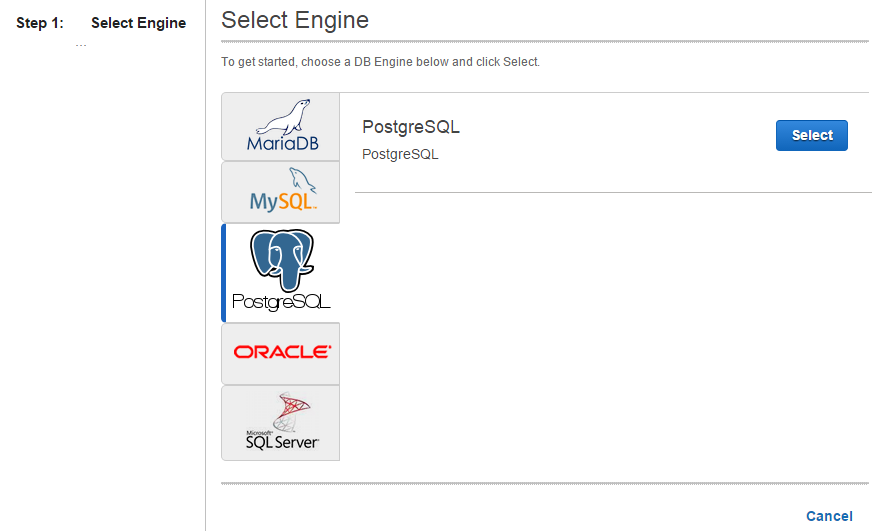 Step 1: Select Engine
...
Select Engine
To get started, choose a DB Engine below and click Select.
MariaDB
MySQL
PostgreSQL
ORACLE
Microsoft
SQL Server
PostgreSQL
Select
PostgreSQL
Cancel